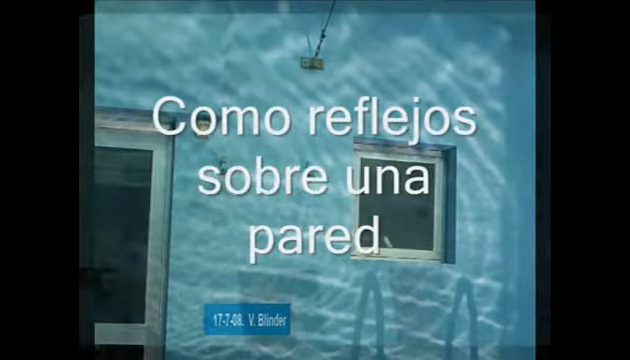 Como reflejos
sobre una
pared
17-7-08. V. Blinder